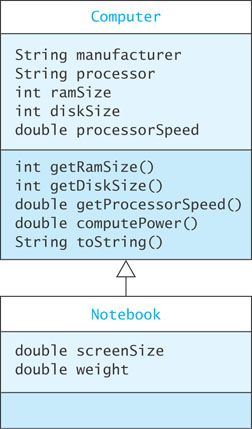 Computer
String manufacturer
String processor
int ramSize
int diskSize
double processorSpeed
int getRamSize()
int getDiskSize()
double getProcessorSpeed()
double computePower()
String toString()
Notebook
double screenSize
double weight